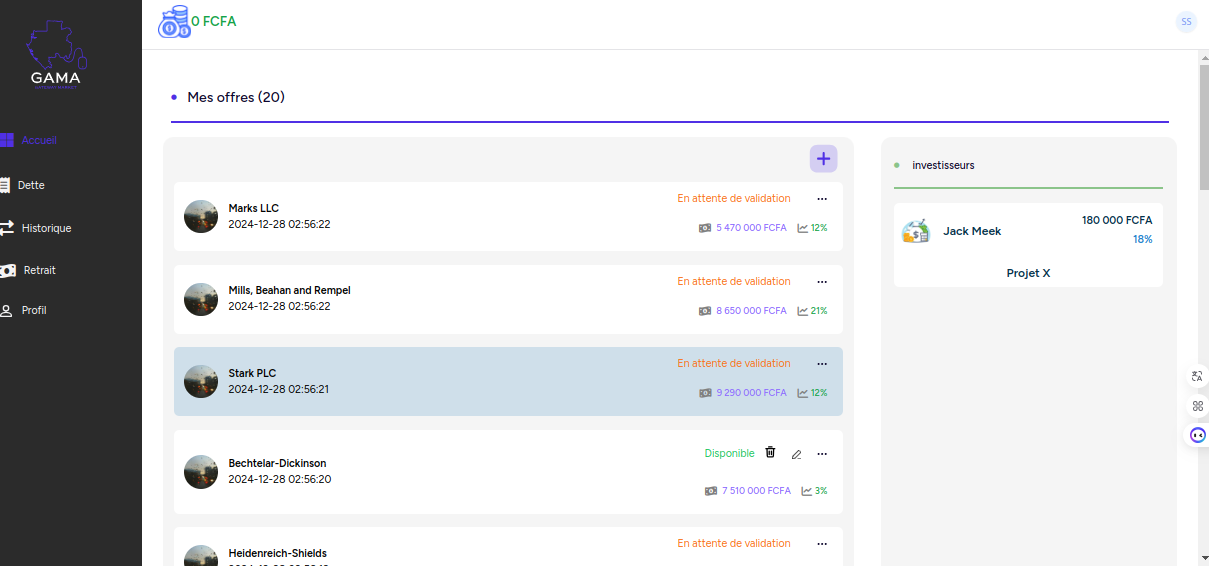 0 FCFA
SS
GAMA
Accueil
Dette
Historique
Retrait
Profil
Mes offres (20)
+
Marks LLC
2024-12-28 02:56:22
En attente de validation
...
5 470 000 FCFA
12%
Mills, Beahan and Rempel
2024-12-28 02:56:22
En attente de validation
...
8 650 000 FCFA
21%
Stark PLC
2024-12-28 02:56:21
En attente de validation
...
9 290 000 FCFA
12%
Bechtelar-Dickinson
2024-12-28 02:56:20
Disponible
...
7 510 000 FCFA
3%
Heidenreich-Shields
En attente de validation
...
investisseurs
Jack Meek
180 000 FCFA
18%
Projet X